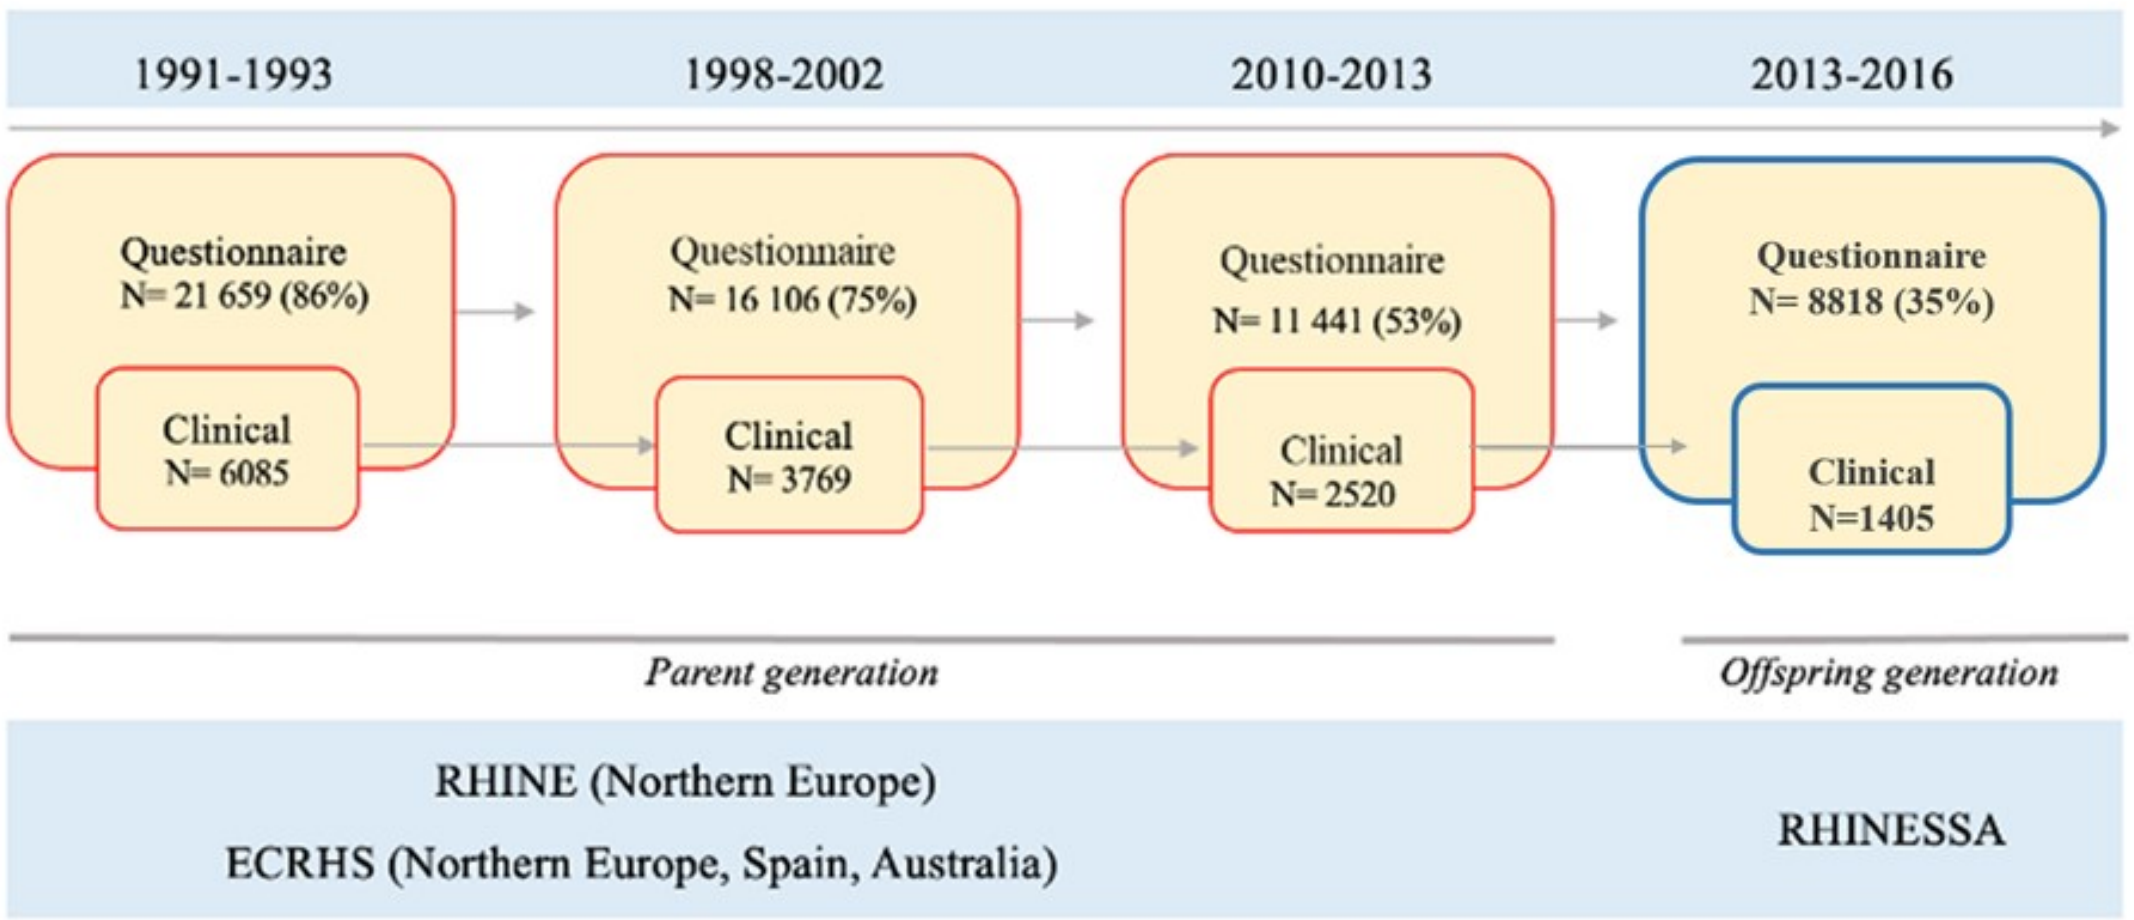 1991-1993
1998-2002
2010-2013
2013-2016
Questionnaire
N= 21 659 (86%)
Clinical
N= 6085
Questionnaire
N= 16 106 (75%)
Clinical
N= 3769
Questionnaire
N= 11 441 (53%)
Clinical
N= 2520
Questionnaire
N= 8818 (35%)
Clinical
N=1405
Parent generation
Offspring generation
RHINE (Northern Europe)
ECRHS (Northern Europe, Spain, Australia)
RHINESSA